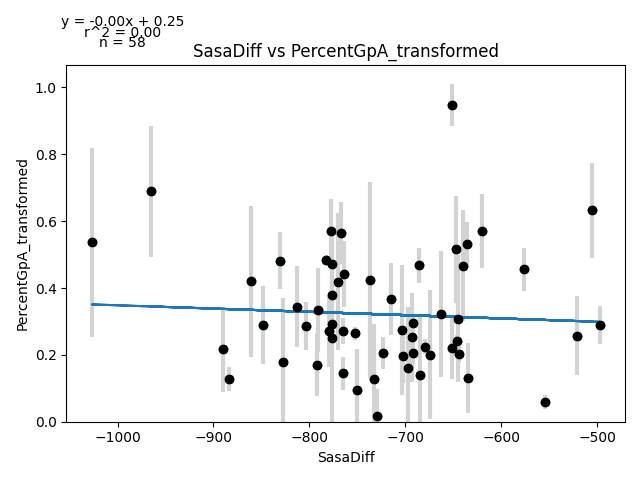 y = -0.00x + 0.25
r^2 = 0.00
n = 58
SasaDiff vs PercentGpA_transformed
PercentGpA_transformed
1.0
0.8
0.6
0.4
0.2
0.0
−1000 −900 −800 −700 −600 −500
SasaDiff